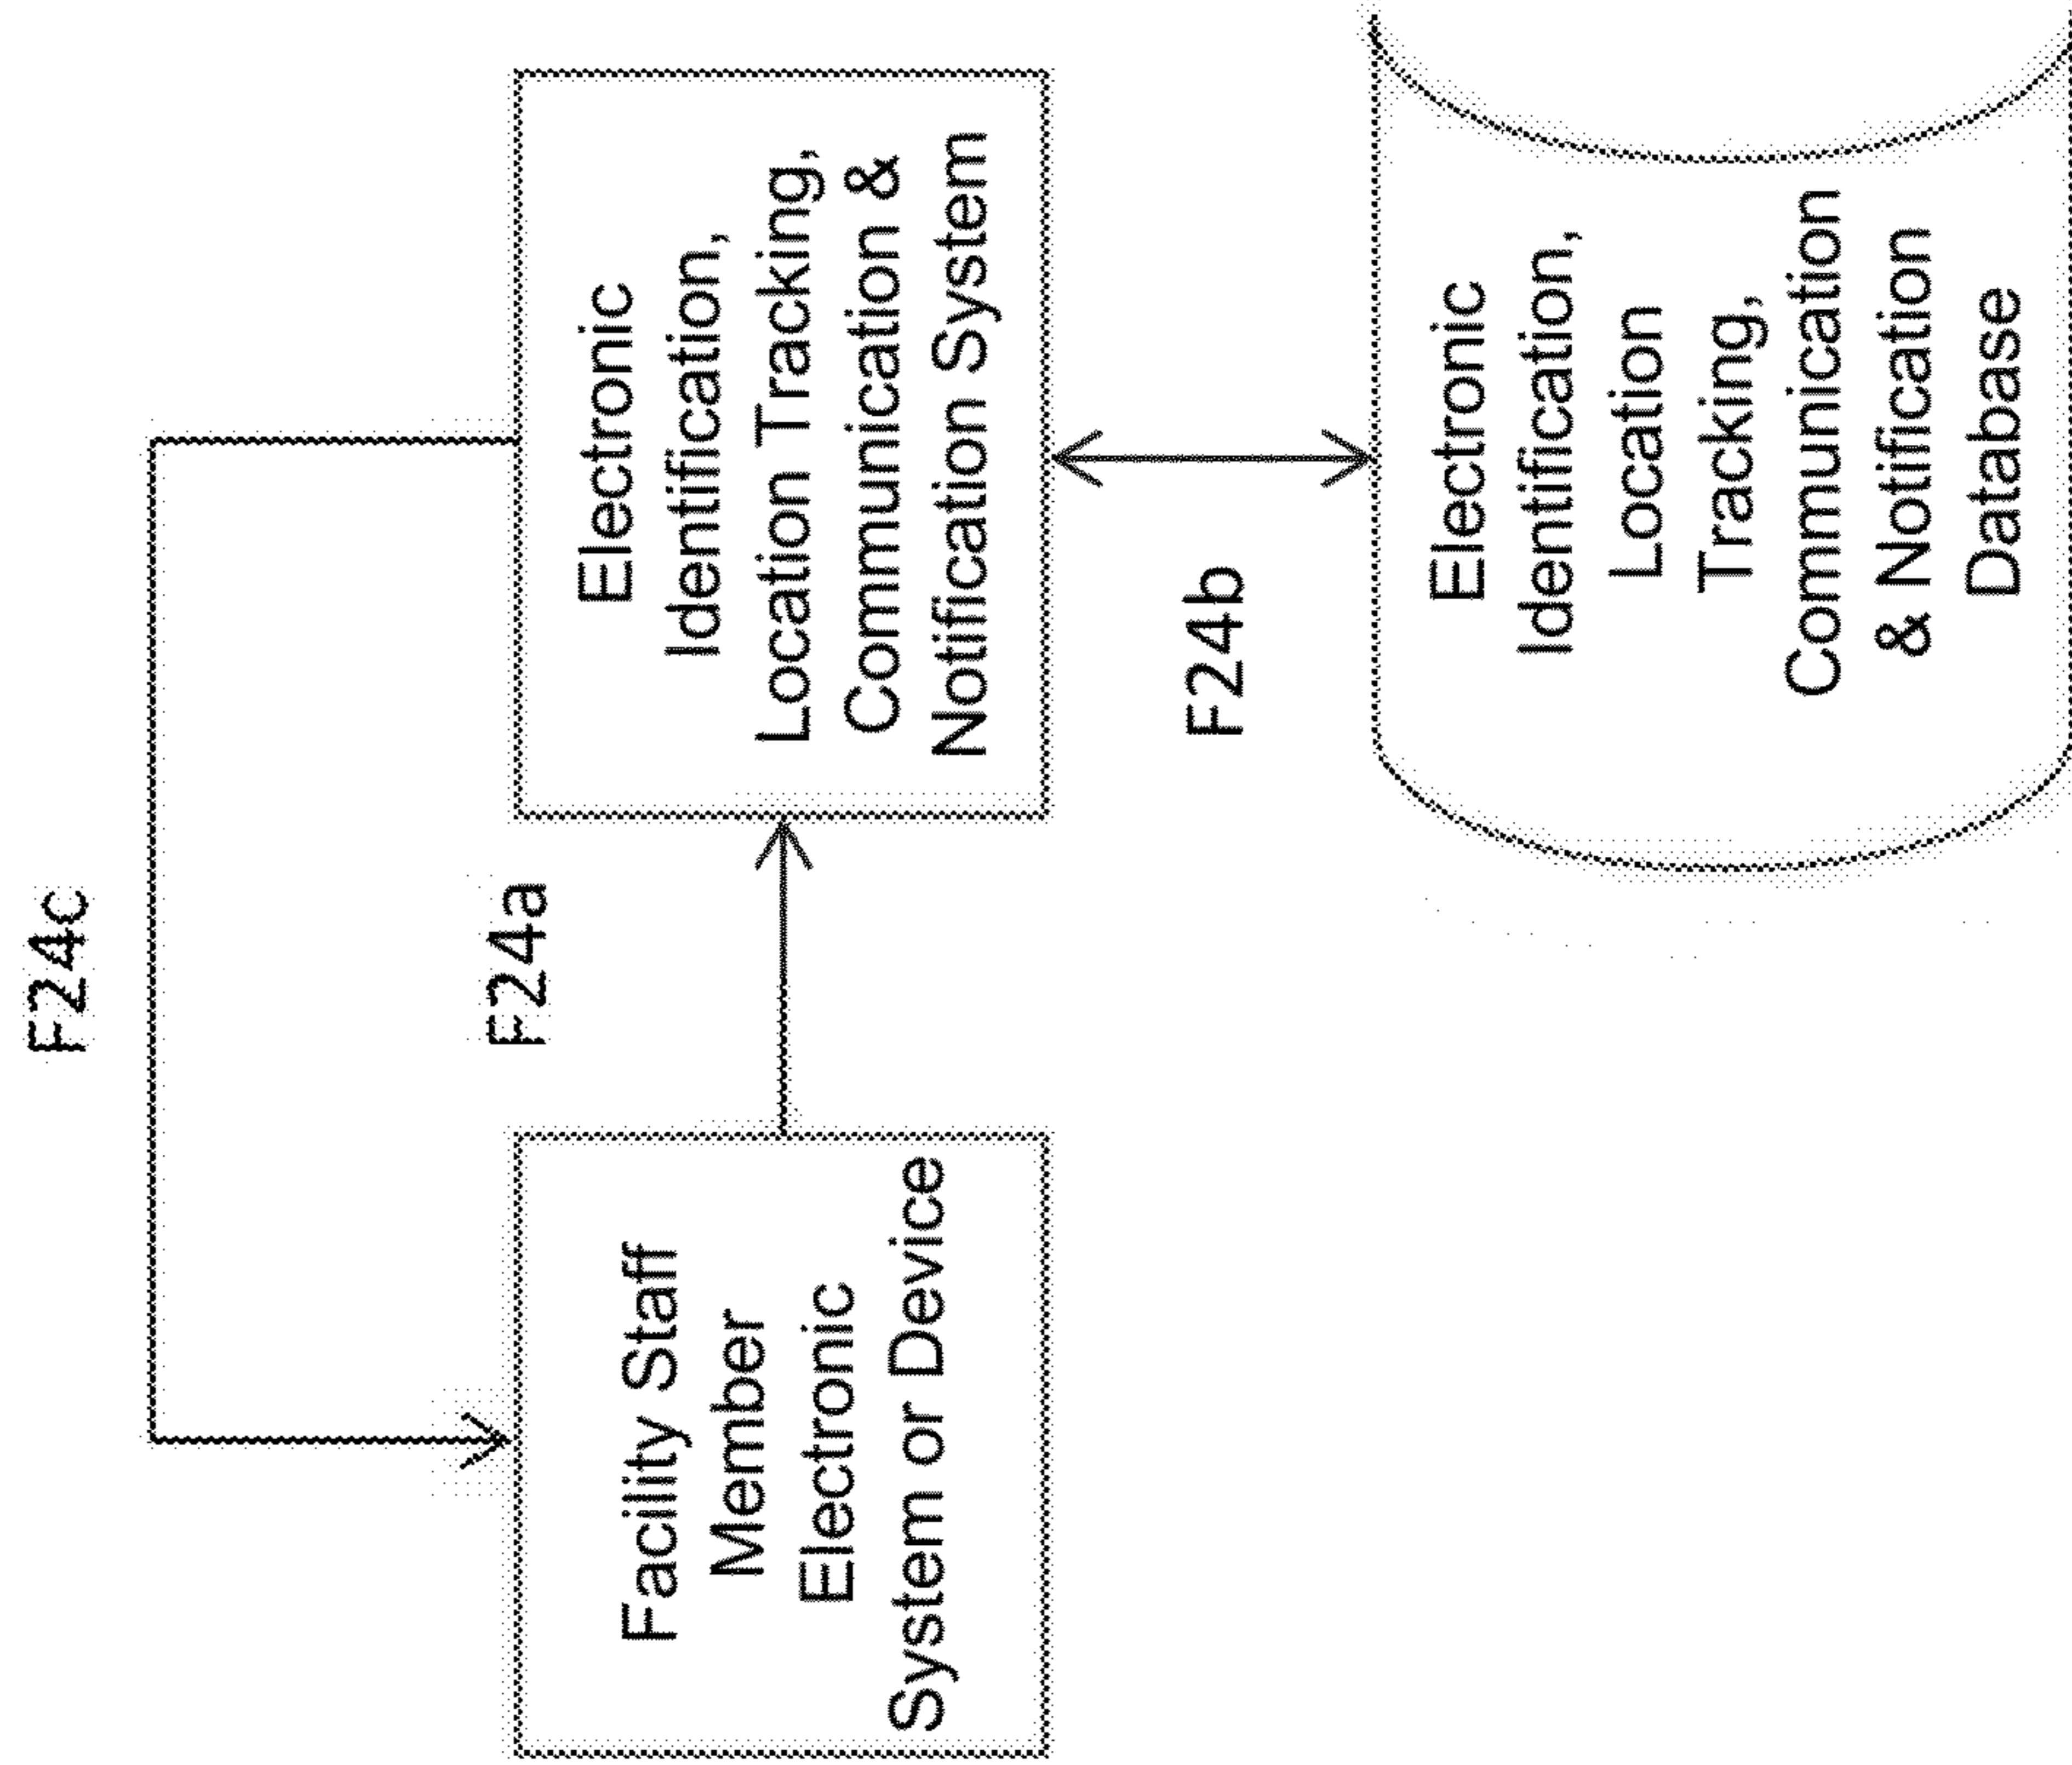 F24c
F24a
Facility Staff
Member
Electronic
System or Device
Electronic
Identification,
Location Tracking,
Communication &
Notification System
F24b
Electronic
Identification,
Location
Tracking,
Communication
& Notification
Database